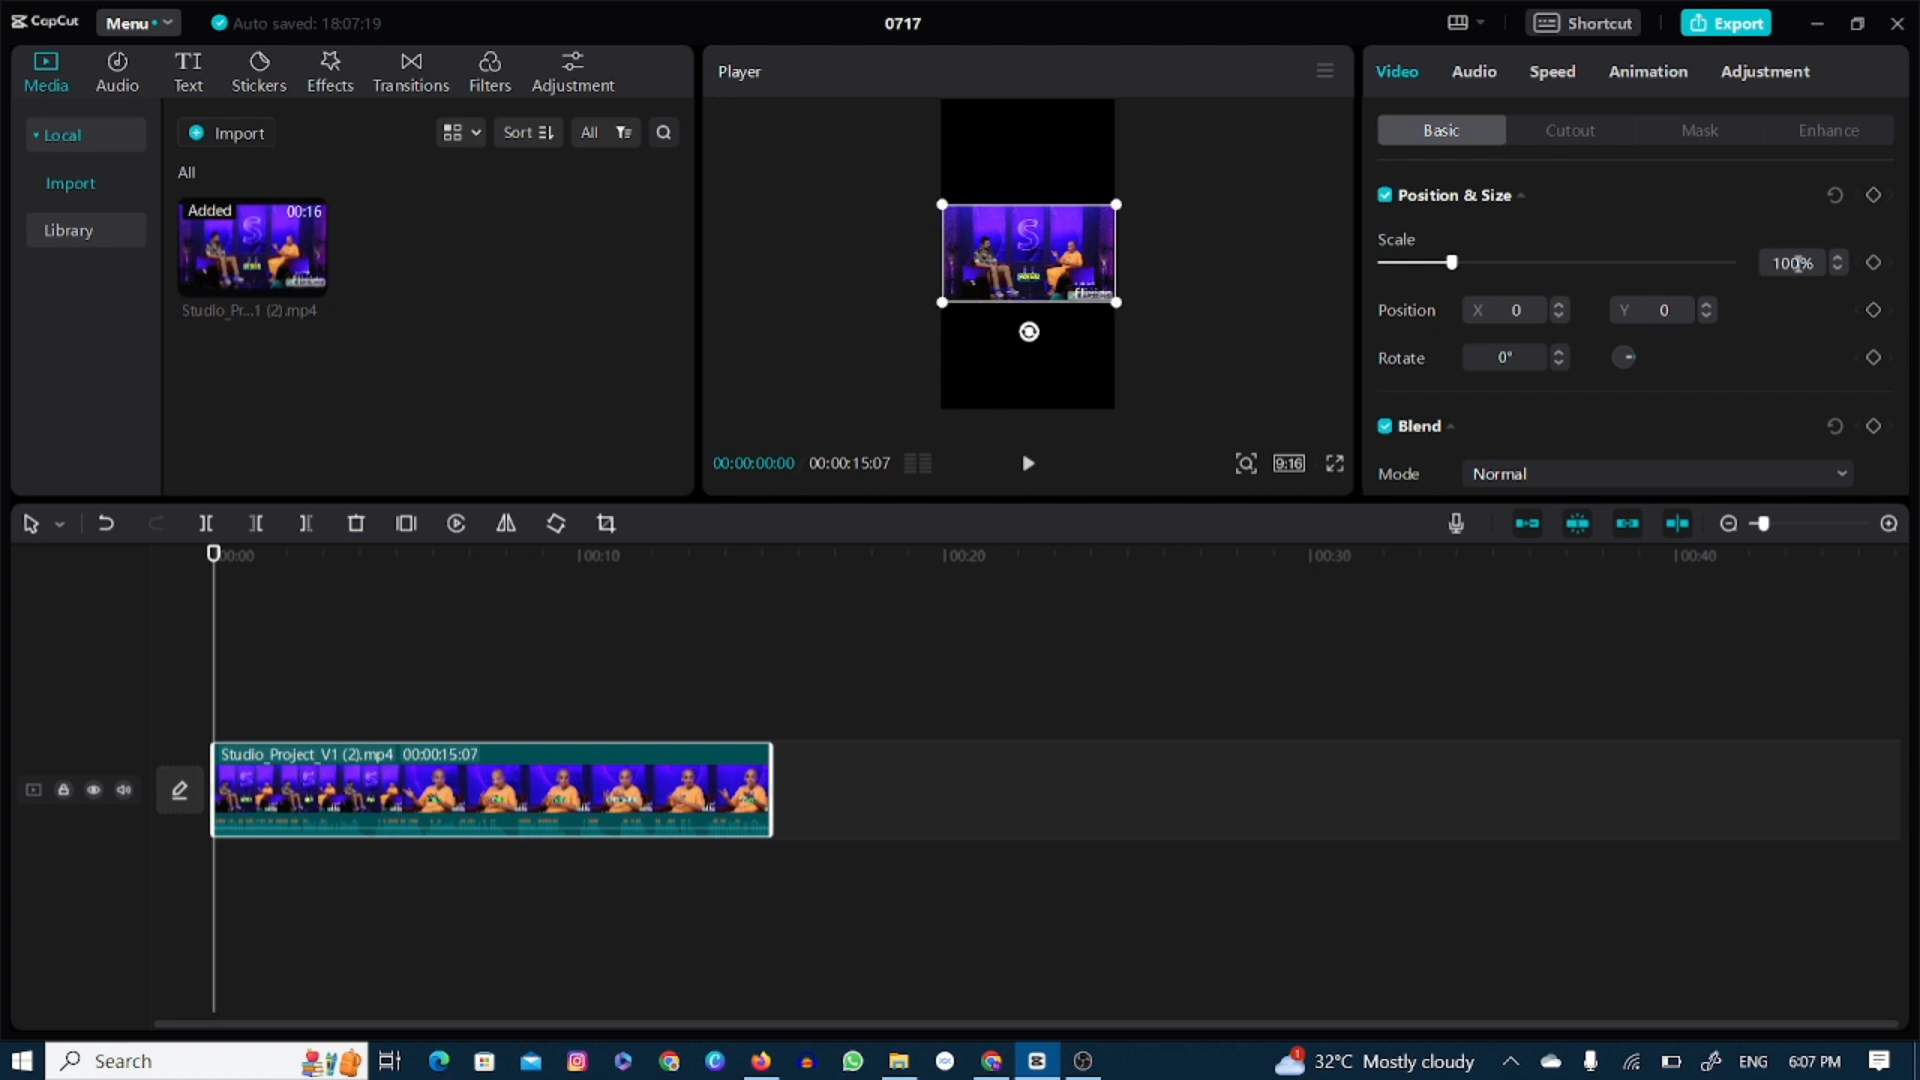 CapCut
Menu
Auto saved: 18:07:19
0717
Shortcut
Export
Media
Audio
Text
Stickers
Effects
Transitions
Filters
Adjustment
Local
Import
Library
Import
Sort
All
All
Added
00:16
Studio_Pr...1 (2).mp4
Player
00:00:00:00
00:00:15:07
9:16
Video
Audio
Speed
Animation
Adjustment
Basic
Cutout
Mask
Enhance
Position & Size
Scale
100%
Position
X 0
Y 0
Rotate
0°
Blend
Mode
Normal
00:00
00:10
00:20
00:30
00:40
Studio_Project_V1 (2).mp4 00:00:15:07
Search
1
32°C Mostly cloudy
ENG
6:07 PM